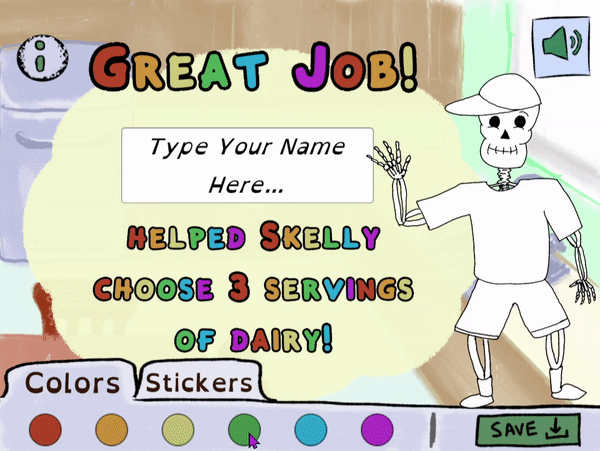 i
GREAT JOB!
Type Your Name
Here...
HELPED SKELLY
CHOOSE 3 SERVINGS
OF DAIRY!
Colors Stickers
SAVE